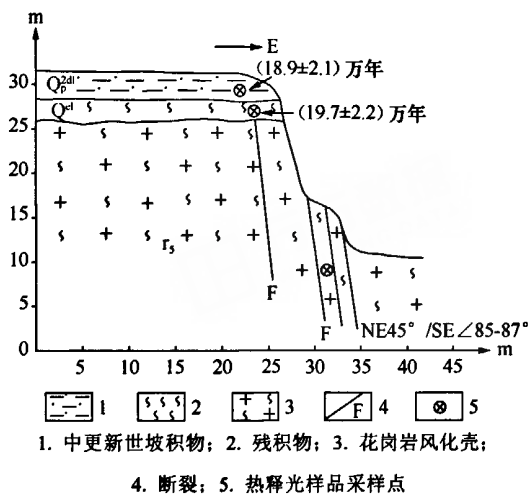 m
E
(18.9±2.1) 万年
Q_p^{2dl}
(19.7±2.2) 万年
Q^{el}
30
25
20
15
10
5
0
r₅
F
F
NE45° /SE∠85-87°
5 10 15 20 25 30 35 40 45 m
1 2 3 F 4 5
1. 中更新世坡积物；2. 残积物；3. 花岗岩风化壳；
4. 断裂；5. 热释光样品采样点